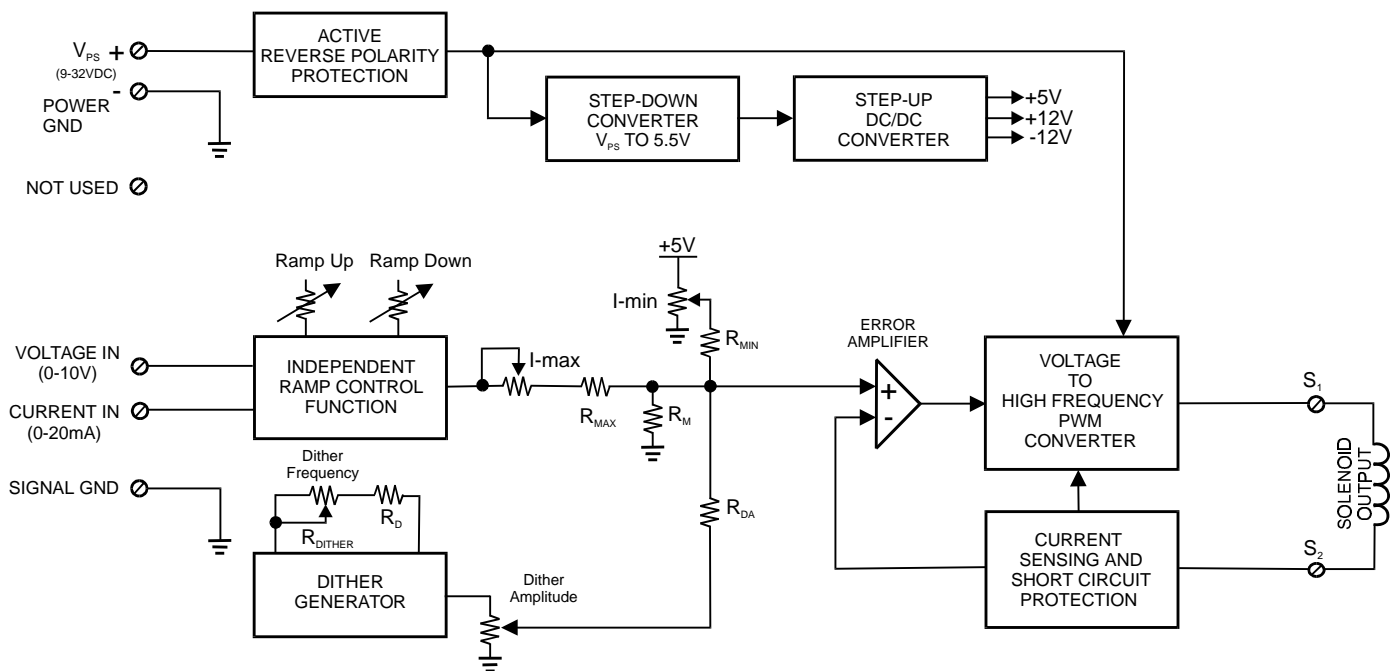 V_PS +
(9-32VDC)
-
POWER
GND
NOT USED
ACTIVE
REVERSE POLARITY
PROTECTION
STEP-DOWN
CONVERTER
V_PS TO 5.5V
STEP-UP
DC/DC
CONVERTER
+5V
+12V
-12V
Ramp Up
Ramp Down
VOLTAGE IN
(0-10V)
CURRENT IN
(0-20mA)
SIGNAL GND
INDEPENDENT
RAMP CONTROL
FUNCTION
I-max
R_MAX
R_M
+5V
I-min
R_MIN
R_DA
Dither
Frequency
R_D
R_DITHER
DITHER
GENERATOR
Dither
Amplitude
ERROR
AMPLIFIER
+
-
VOLTAGE
TO
HIGH FREQUENCY
PWM
CONVERTER
CURRENT
SENSING AND
SHORT CIRCUIT
PROTECTION
S_1
S_2
SOLENOID
OUTPUT